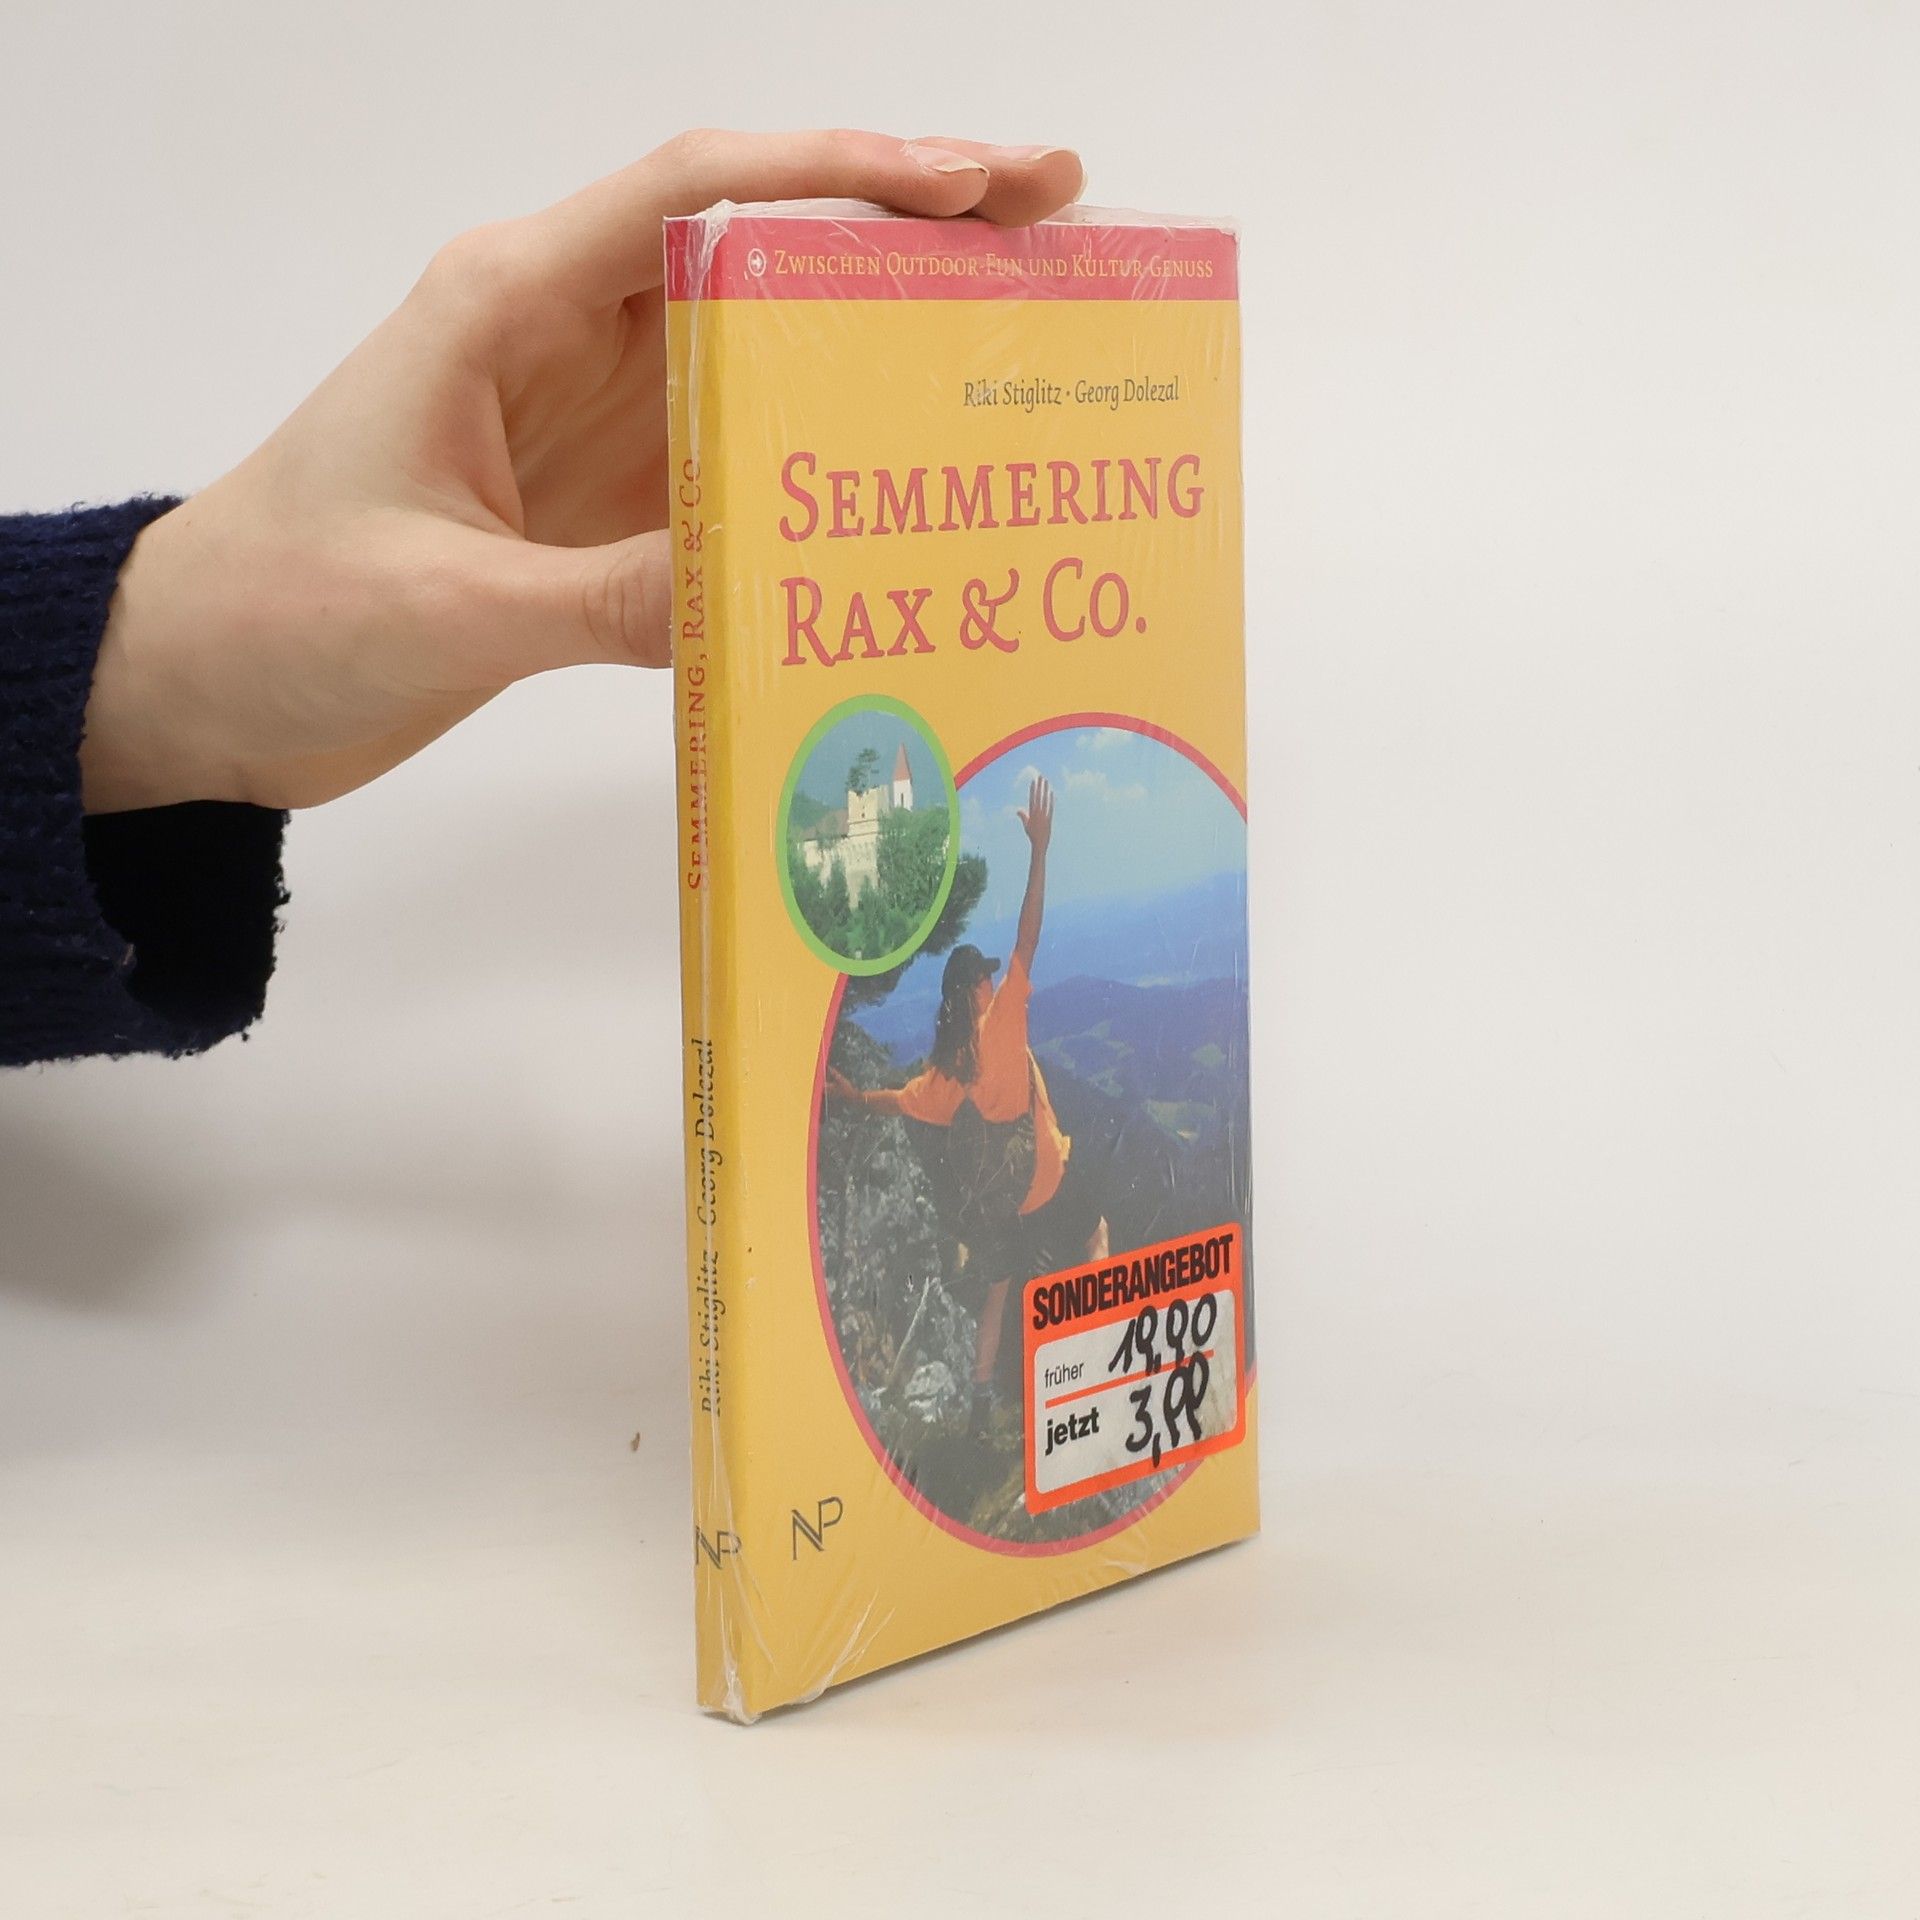 Zwischen Outdoor-Fun und Kultur-Genuss
Riki Stiglitz • Georg Dolezal
Semmering
Rax & Co.
SONDERANGEBOT
früher 19,90
jetzt 3,99
NP
Semmering, Rax & Co.
Riki Stiglitz · Georg Dolezal
NP